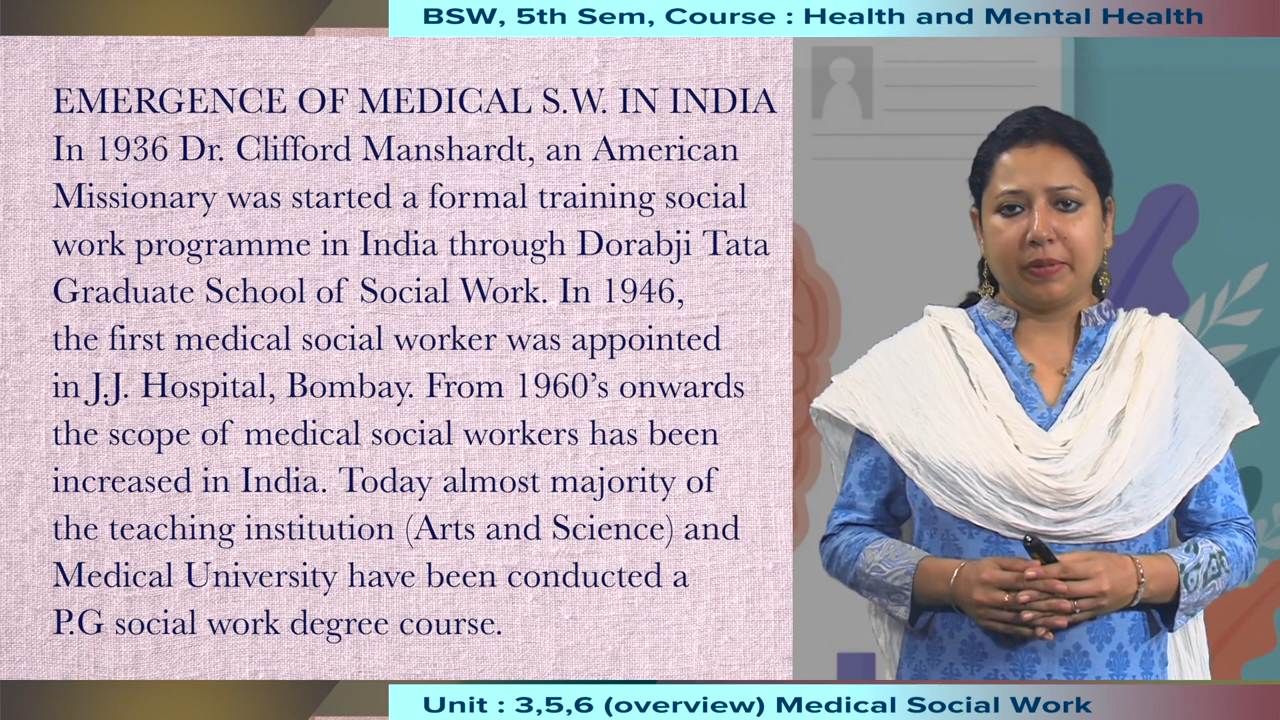 BSW, 5th Sem, Course : Health and Mental Health
EMERGENCE OF MEDICAL S.W. IN INDIA
In 1936 Dr. Clifford Manshardt, an American
Missionary was started a formal training social
work programme in India through Dorabji Tata
Graduate School of Social Work. In 1946,
the first medical social worker was appointed
in J.J. Hospital, Bombay. From 1960’s onwards
the scope of medical social workers has been
increased in India. Today almost majority of
the teaching institution (Arts and Science) and
Medical University have been conducted a
P.G social work degree course.
Unit : 3,5,6 (overview) Medical Social Work